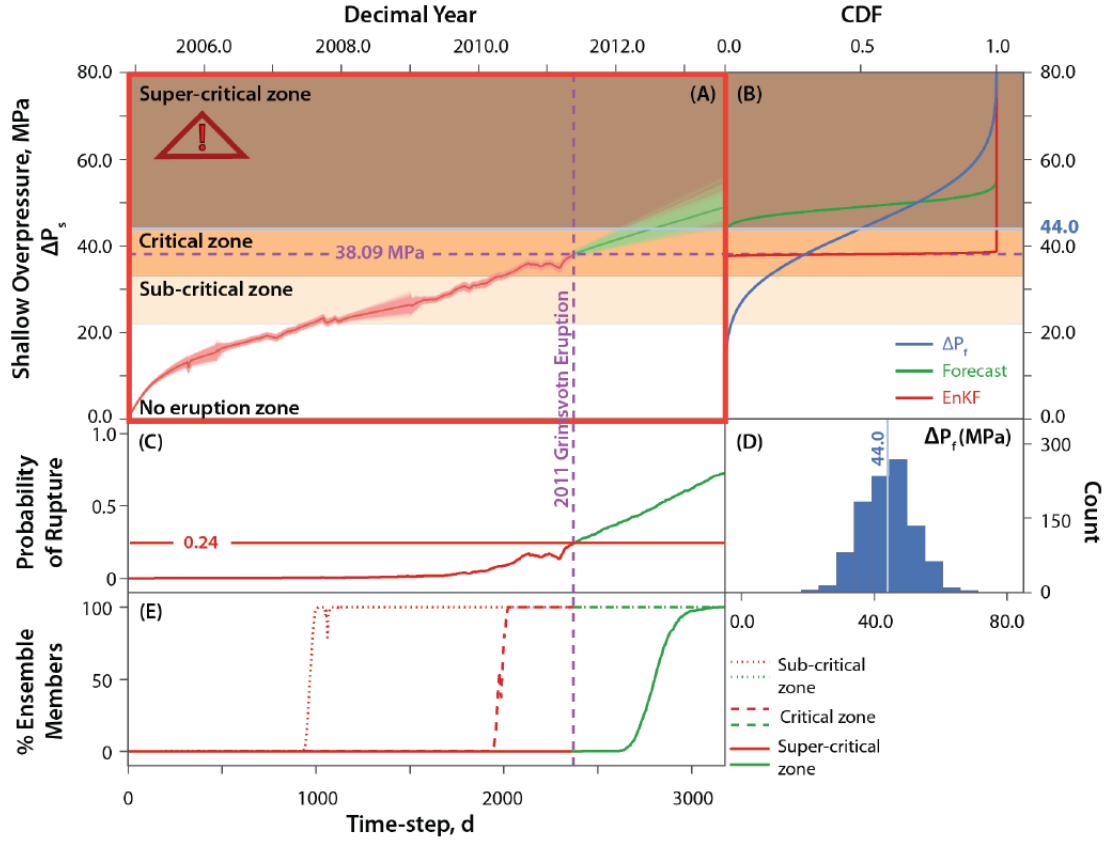 Decimal Year
CDF
2006.0 2008.0 2010.0 2012.0 0.0 0.5 1.0
80.0 80.0
Super-critical zone (A) (B)
!
60.0 60.0
Shallow Overpressure, MPa
ΔPs
44.0
Critical zone
40.0 40.0
38.09 MPa
Sub-critical zone
20.0 20.0
2011 Grimsvotn Eruption
ΔPf
Forecast
EnKF
No eruption zone
0.0 0.0
1.0 (C) (D) ΔPf (MPa) 300
44.0
Probability
of Rupture
0.5
150
Count
0.24
0 0
0.0 40.0 80.0
100 (E)
% Ensemble
Members
50
0
Sub-critical
zone
Critical zone
Super-critical
zone
0 1000 2000 3000
Time-step, d